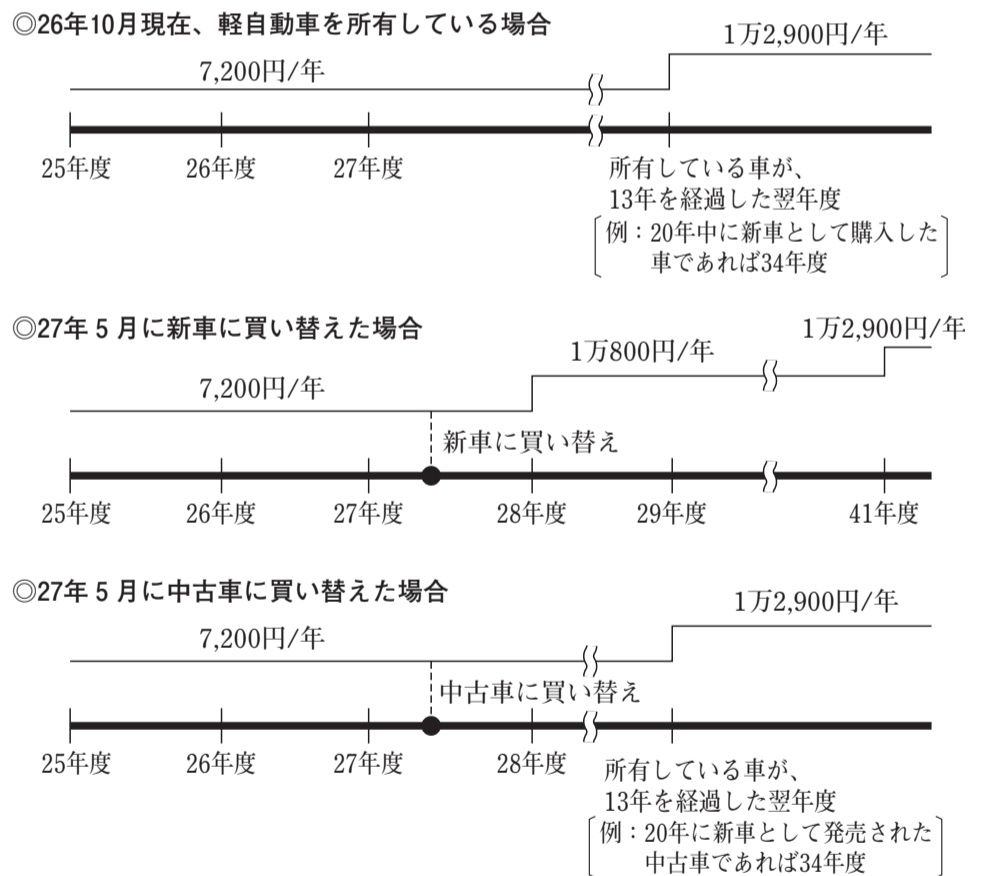 ◎26年10月現在、軽自動車を所有している場合
1万2,900円/年
7,200円/年
25年度 26年度 27年度
所有している車が、
13年を経過した翌年度
例：20年中に新車として購入した
車であれば34年度
◎27年5月に新車に買い替えた場合
1万2,900円/年
1万800円/年
7,200円/年
新車に買い替え
25年度 26年度 27年度 28年度 29年度 41年度
◎27年5月に中古車に買い替えた場合
1万2,900円/年
7,200円/年
中古車に買い替え
25年度 26年度 27年度 28年度
所有している車が、
13年を経過した翌年度
例：20年に新車として発売された
中古車であれば34年度